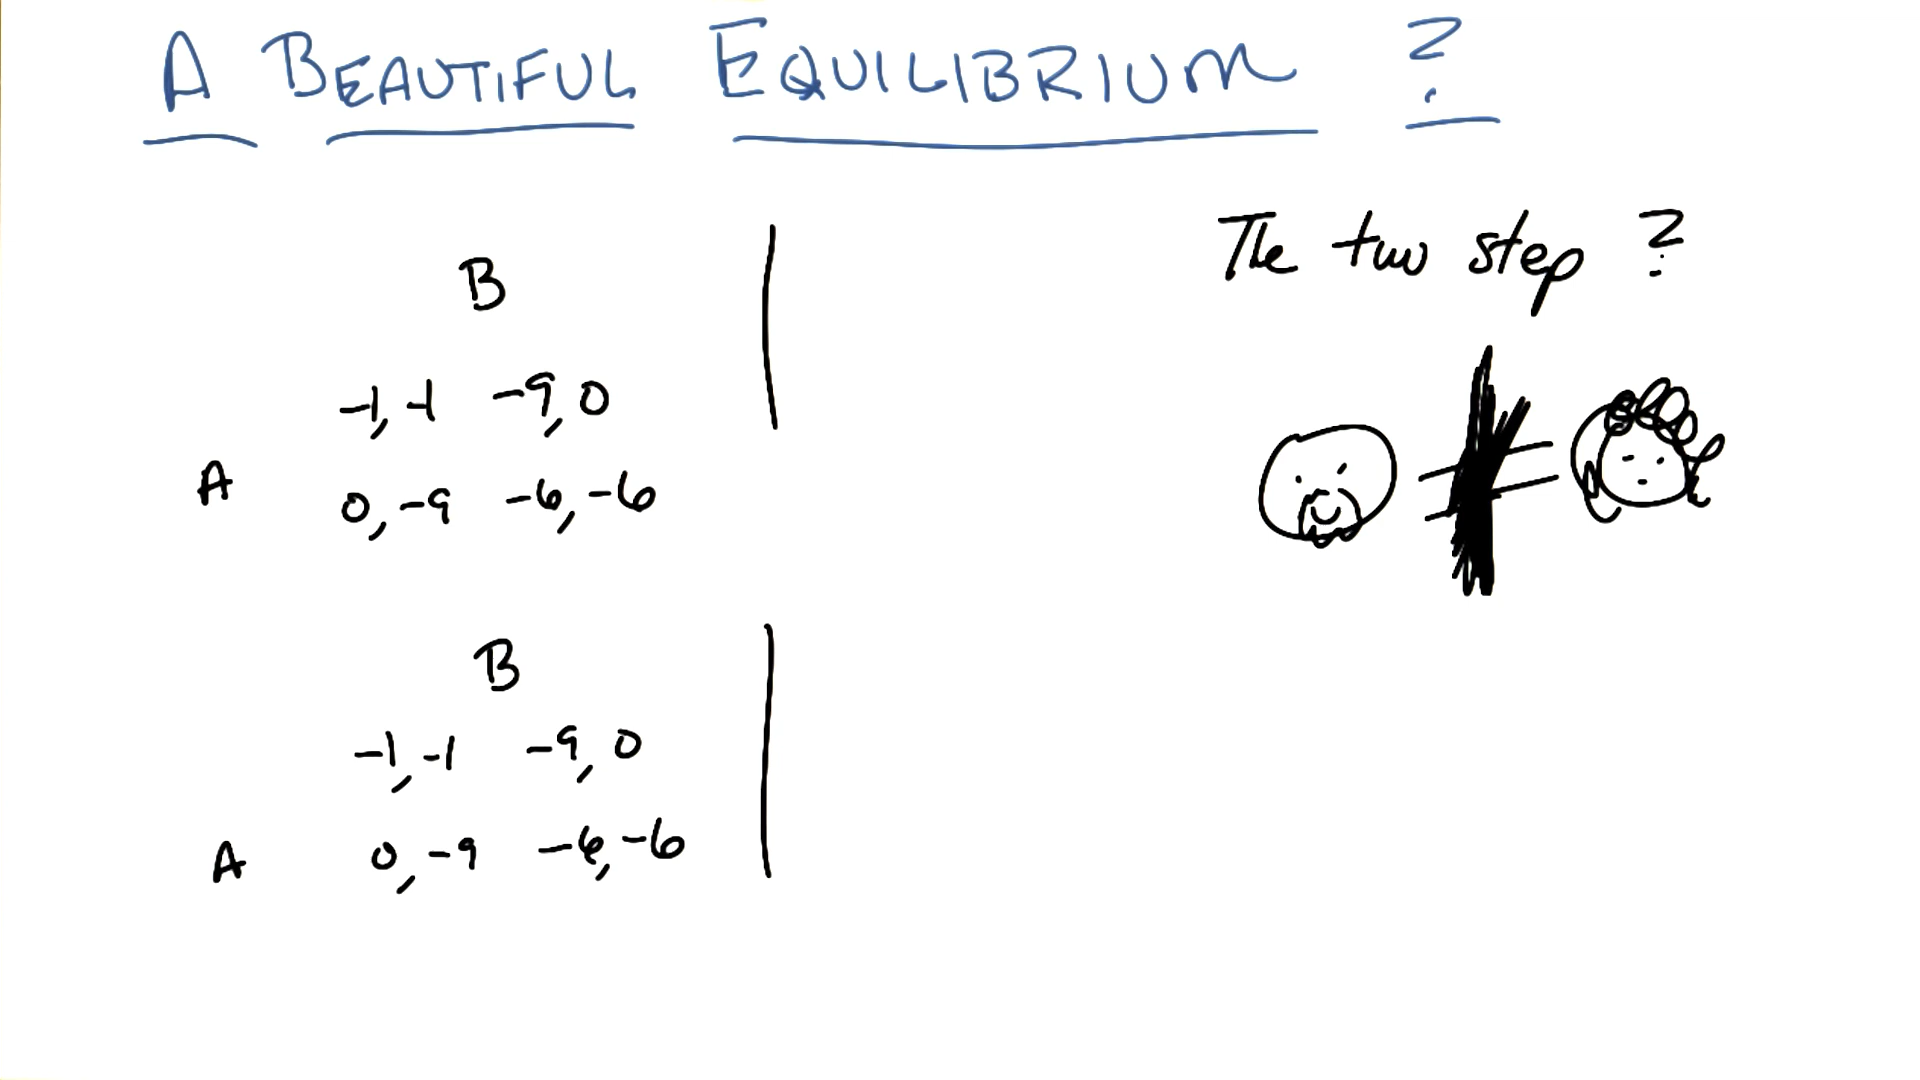 A BEAUTIFUL EQUILIBRIUM ?
The two step ?
B
-1, -1 -9, 0
A 0, -9 -6, -6
B
-1, -1 -9, 0
A 0, -9 -6, -6